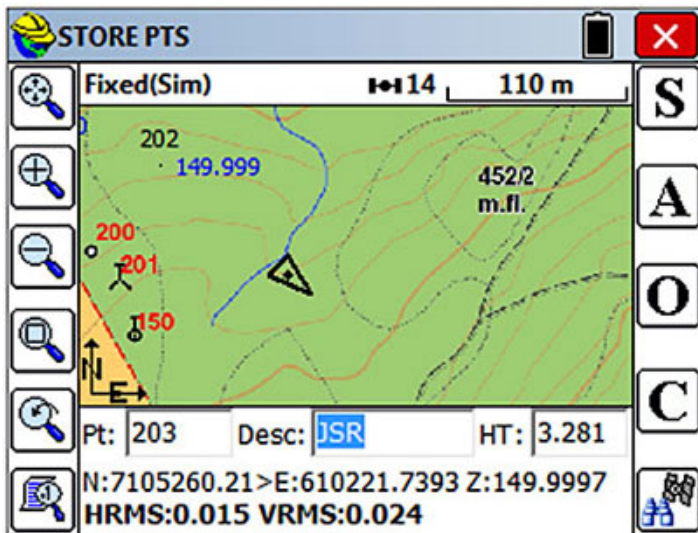 STORE PTS
Fixed(Sim) 14 110 m
S
A
O
C
202
149.999
452/2
m.fl.
200
201
150
N
E
Pt: 203 Desc: JSR HT: 3.281
N:7105260.21>E:610221.7393 Z:149.9997
HRMS:0.015 VRMS:0.024